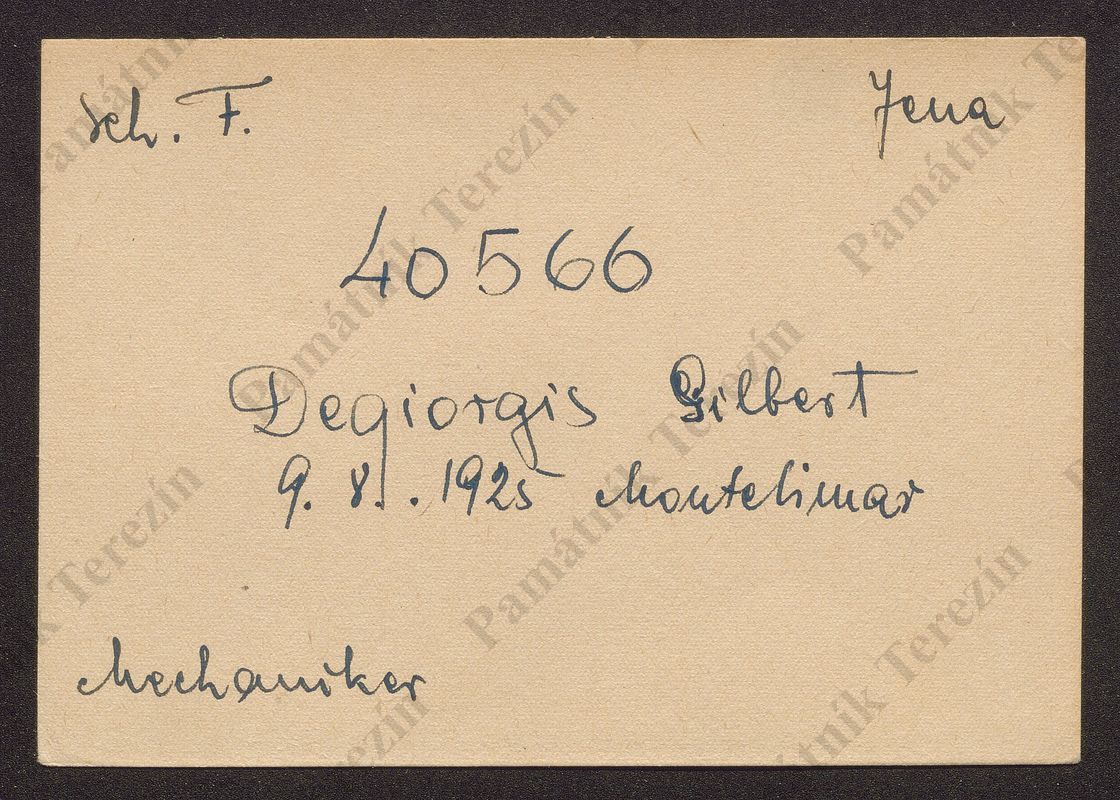 Sch. F. Jena
40566
Degiorgis Gilbert
9. 8. . 1925 Montelimar
Mechaniker
Památník Terezín